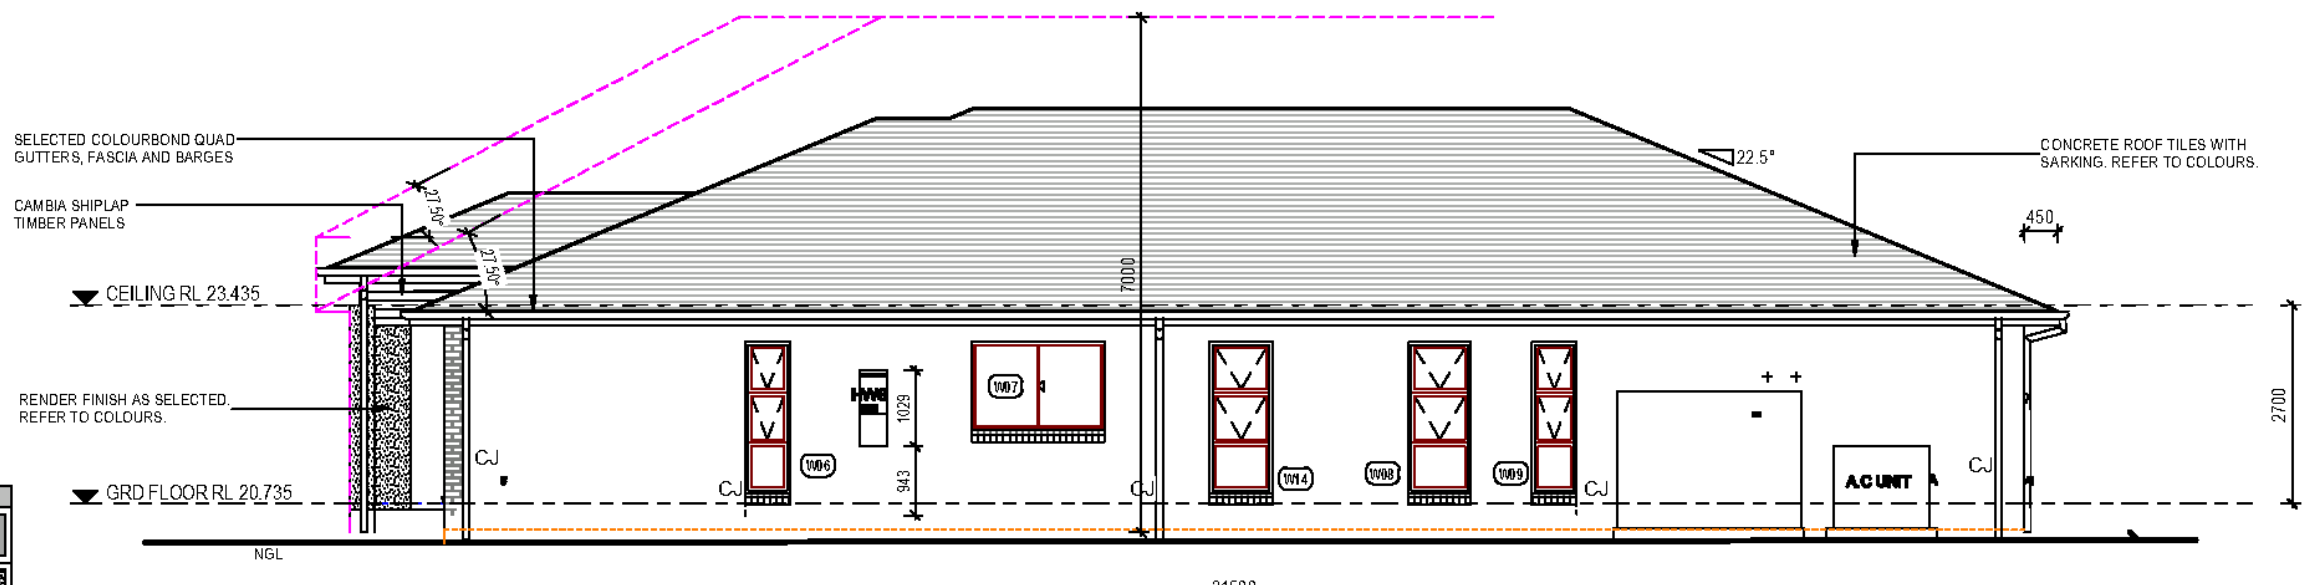 SELECTED COLOURBOND QUAD
GUTTERS, FASCIA AND BARGES
CAMBIA SHIPLAP
TIMBER PANELS
27.50°
27.50°
22.5°
CONCRETE ROOF TILES WITH
SARKING. REFER TO COLOURS.
450
7000
CEILING RL 23.435
RENDER FINISH AS SELECTED.
REFER TO COLOURS.
GRD FLOOR RL 20.735
CJ
W06
CJ
HWS
1029
943
W07
CJ
W14
W08
W09
CJ
A.C UNIT
CJ
2700
NGL